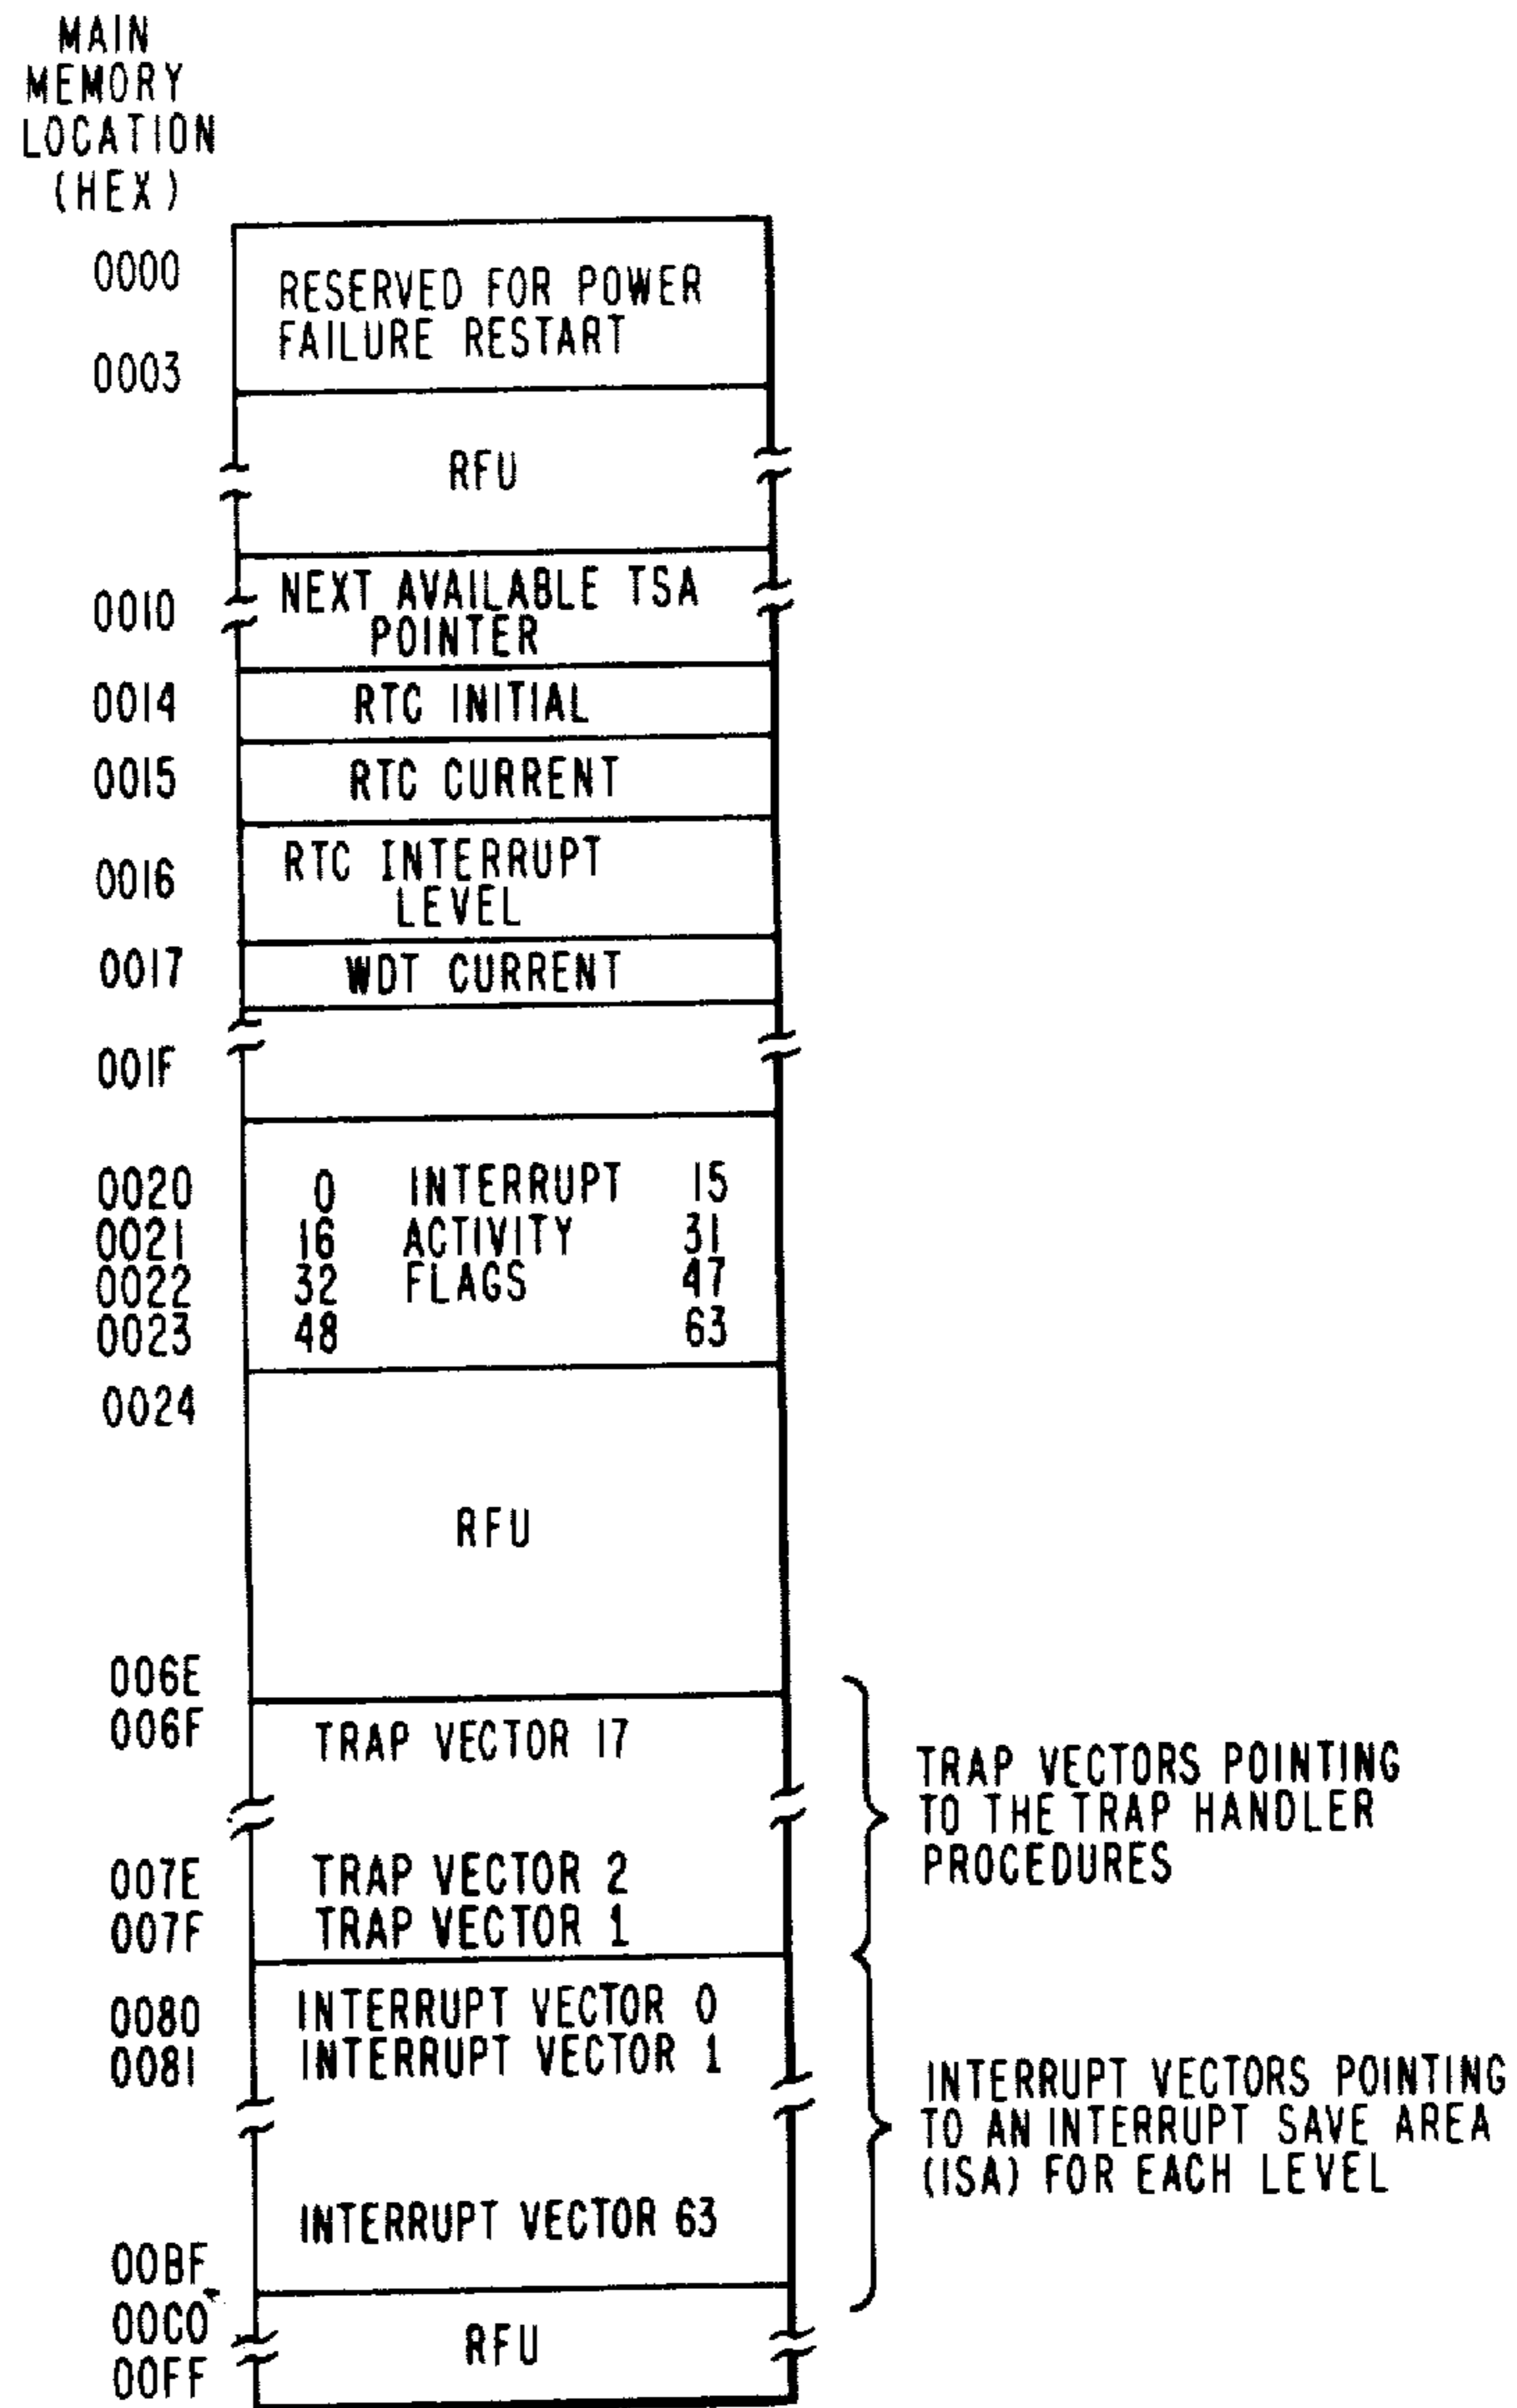 MAIN
MEMORY
LOCATION
(HEX)
0000
RESERVED FOR POWER
FAILURE RESTART
0003
RFU
0010
NEXT AVAILABLE TSA
POINTER
0014 RTC INITIAL
0015 RTC CURRENT
0016
RTC INTERRUPT
LEVEL
0017 WDT CURRENT
001F
0020 0 INTERRUPT 15
0021 16 ACTIVITY 31
0022 32 FLAGS 47
0023 48 63
0024
RFU
006E
006F TRAP VECTOR 17
007E TRAP VECTOR 2
007F TRAP VECTOR 1
TRAP VECTORS POINTING
TO THE TRAP HANDLER
PROCEDURES
0080 INTERRUPT VECTOR 0
0081 INTERRUPT VECTOR 1
INTERRUPT VECTOR 63
00BF
INTERRUPT VECTORS POINTING
TO AN INTERRUPT SAVE AREA
(ISA) FOR EACH LEVEL
00C0
RFU
00FF